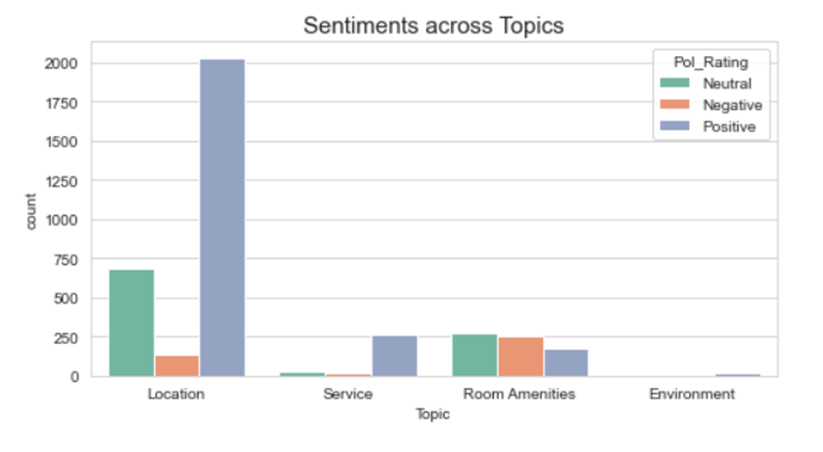 Sentiments across Topics
Pol_Rating
Neutral
Negative
Positive
2000
1750
1500
1250
1000
750
500
250
0
count
Location Service Room Amenities Environment
Topic